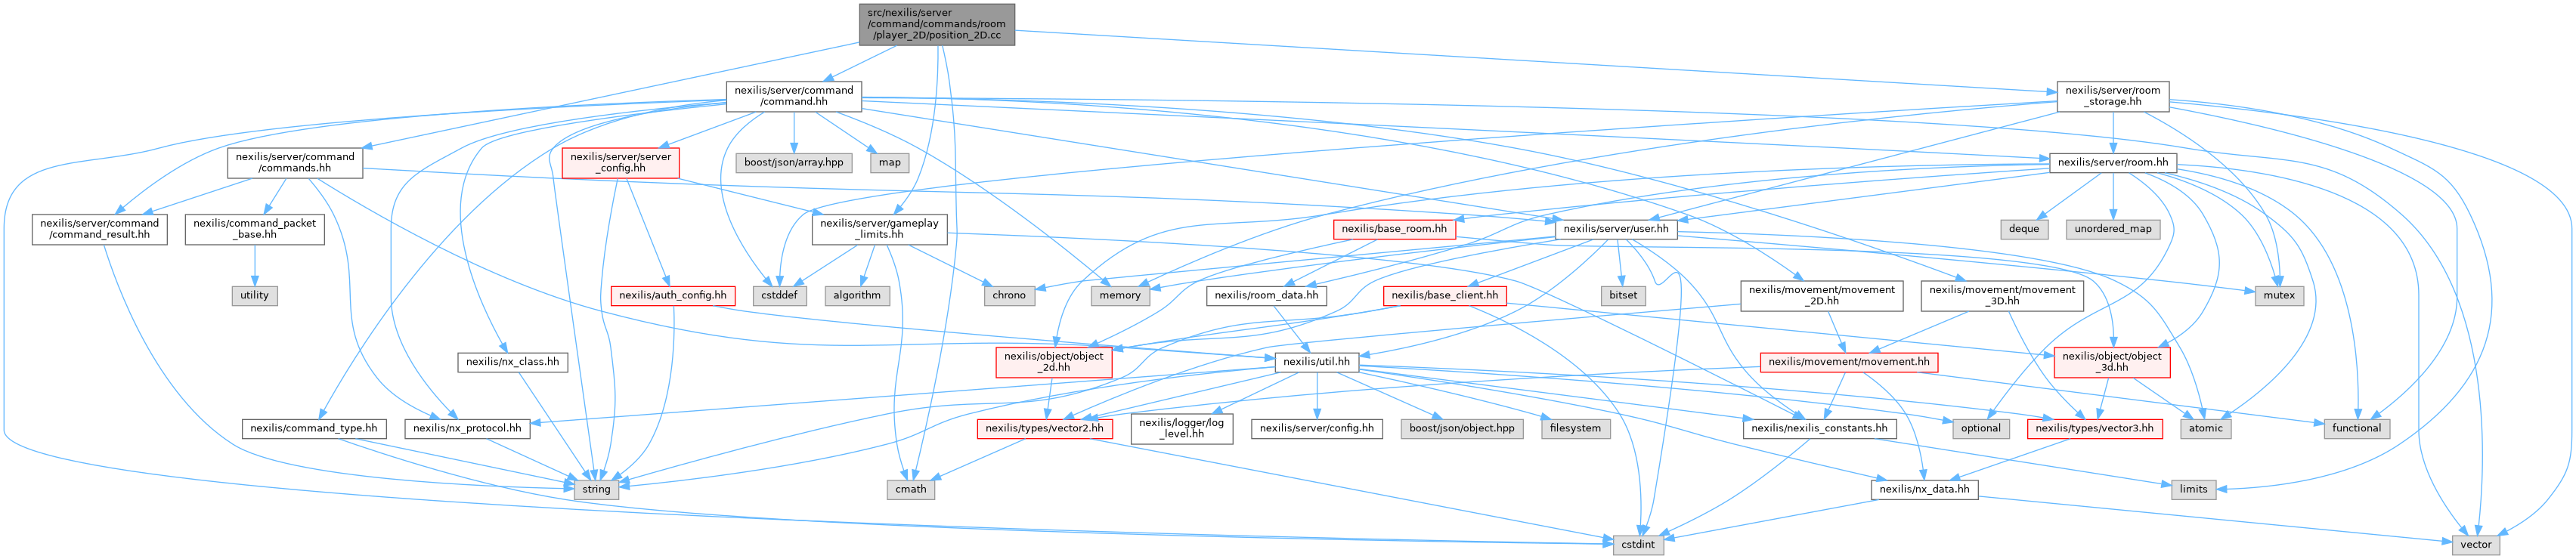 src/nexilis/server
/command/commands/room
/player_2D/position_2D.cc
nexilis/server/command
/command.hh
nexilis/server/room
_storage.hh
nexilis/server/command
/commands.hh
nexilis/server/server
_config.hh
boost/json/array.hpp
map
nexilis/server/room.hh
nexilis/server/command
/command_result.hh
nexilis/command_packet
_base.hh
nexilis/server/gameplay
_limits.hh
nexilis/base_room.hh
nexilis/server/user.hh
deque
unordered_map
utility
nexilis/auth_config.hh
cstddef
algorithm
chrono
memory
nexilis/room_data.hh
nexilis/base_client.hh
bitset
nexilis/movement/movement
_2D.hh
nexilis/movement/movement
_3D.hh
mutex
nexilis/nx_class.hh
nexilis/object/object
_2d.hh
nexilis/util.hh
nexilis/movement/movement.hh
nexilis/object/object
_3d.hh
nexilis/command_type.hh
nexilis/nx_protocol.hh
nexilis/types/vector2.hh
nexilis/logger/log
_level.hh
nexilis/server/config.hh
boost/json/object.hpp
filesystem
nexilis/nexilis_constants.hh
optional
nexilis/types/vector3.hh
atomic
functional
string
cmath
nexilis/nx_data.hh
limits
cstdint
vector